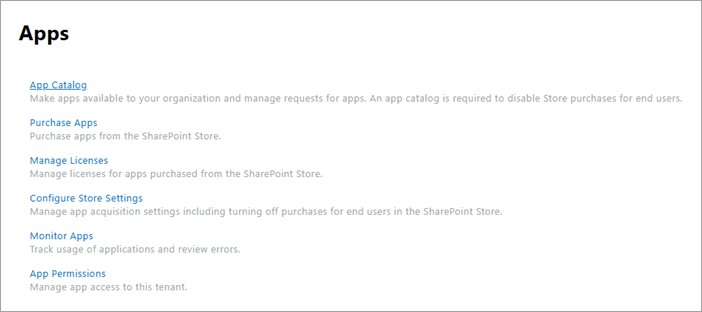 Apps
App Catalog
Make apps available to your organization and manage requests for apps. An app catalog is required to disable Store purchases for end users.
Purchase Apps
Purchase apps from the SharePoint Store.
Manage Licenses
Manage licenses for apps purchased from the SharePoint Store.
Configure Store Settings
Manage app acquisition settings including turning off purchases for end users in the SharePoint Store.
Monitor Apps
Track usage of applications and review errors.
App Permissions
Manage app access to this tenant.